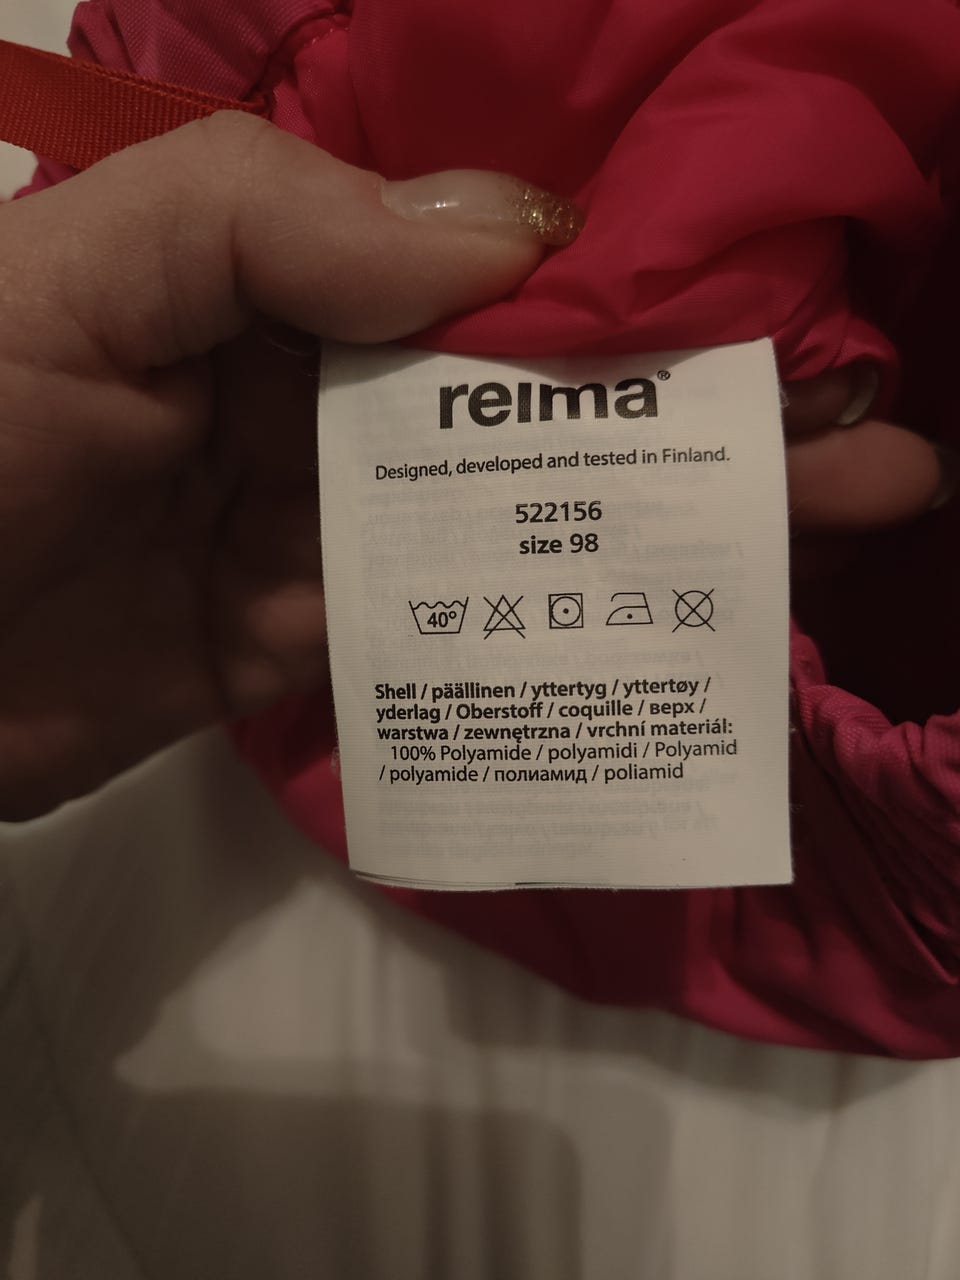 reima®
Designed, developed and tested in Finland.
522156
size 98
40°
Shell / päällinen / yttertyg / yttertøy /
yderlag / Oberstoff / coquille / верх /
warstwa / zewnętrzna / vrchní materiál:
100% Polyamide / polyamidi / Polyamid
/ polyamide / полиамид / poliamid